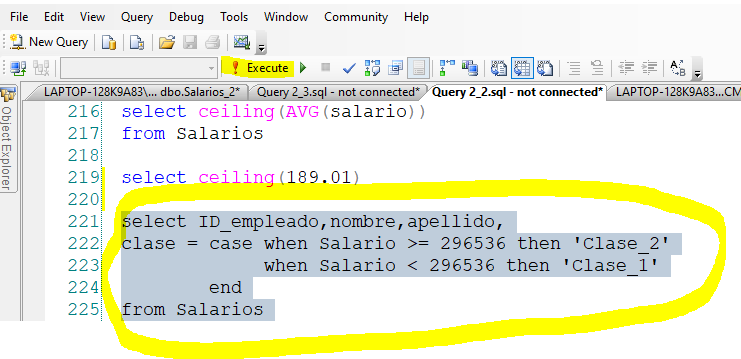 File Edit View Query Debug Tools Window Community Help
New Query
Execute
LAPTOP-128K9A83\... dbo.Salarios_2* Query 2_3.sql - not connected* Query 2_2.sql - not connected* LAPTOP-128K9A83...CM
Object Explorer
216 select ceiling(AVG(salario))
217 from Salarios
218
219 select ceiling(189.01)
220
221 select ID_empleado,nombre,apellido,
222 clase = case when Salario >= 296536 then 'Clase_2'
223 when Salario < 296536 then 'Clase_1'
224 end
225 from Salarios